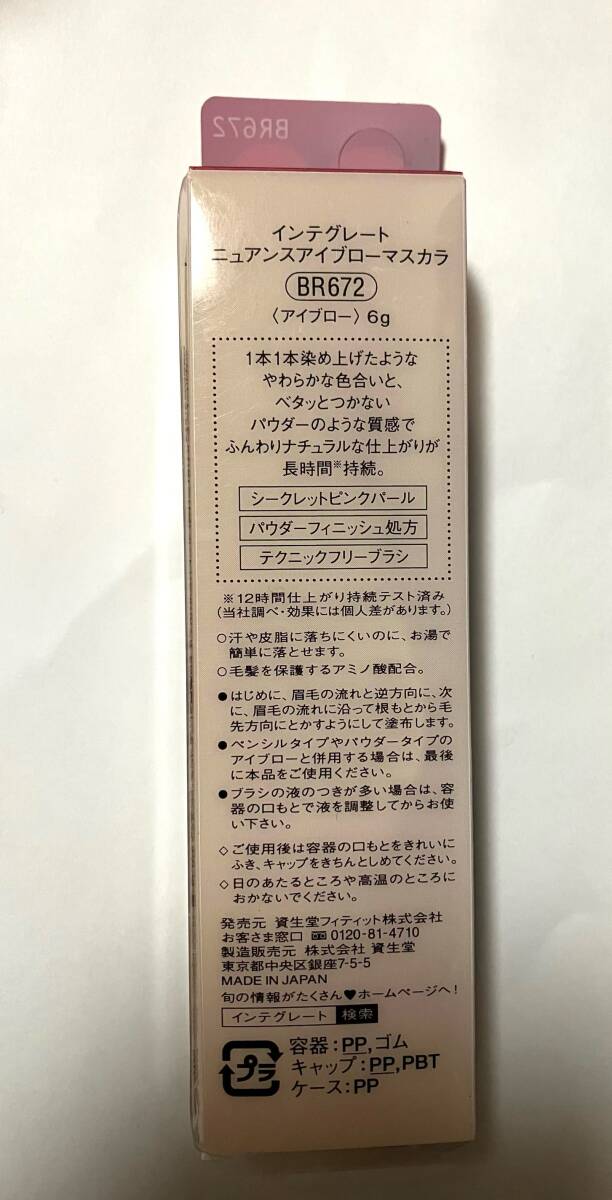 BR672
インテグレート
ニュアンスアイブローマスカラ
BR672
〈アイブロー〉6g
1本1本染め上げたような
やわらかな色合いと、
ベタッとつかない
パウダーのような質感で
ふんわりナチュラルな仕上がりが
長時間※持続。
シークレットピンクパール
パウダーフィニッシュ処方
テクニックフリーブラシ
※12時間仕上がり持続テスト済み
(当社調べ・効果には個人差があります。)
○汗や皮脂に落ちにくいのに、お湯で
簡単に落とせます。
○毛髪を保護するアミノ酸配合。
●はじめに、眉毛の流れと逆方向に、次
に、眉毛の流れに沿って根もとから毛
先方向にとかすようにして塗布します。
●ペンシルタイプやパウダータイプの
アイブローと併用する場合は、最後
に本品をご使用ください。
●ブラシの液のつきが多い場合は、容
器の口もとで液を調整してからお使
い下さい。
◇ご使用後は容器の口もとをきれいに
ふき、キャップをきちんとしめてください。
◇日のあたるところや高温のところに
おかないでください。
発売元 資生堂フィティット株式会社
お客さま窓口 0120-81-4710
製造販売元 株式会社 資生堂
東京都中央区銀座7-5-5
MADE IN JAPAN
旬の情報がたくさん♥ホームページへ!
インテグレート 検索
プラ
容器:PP,ゴム
キャップ:PP,PBT
ケース:PP